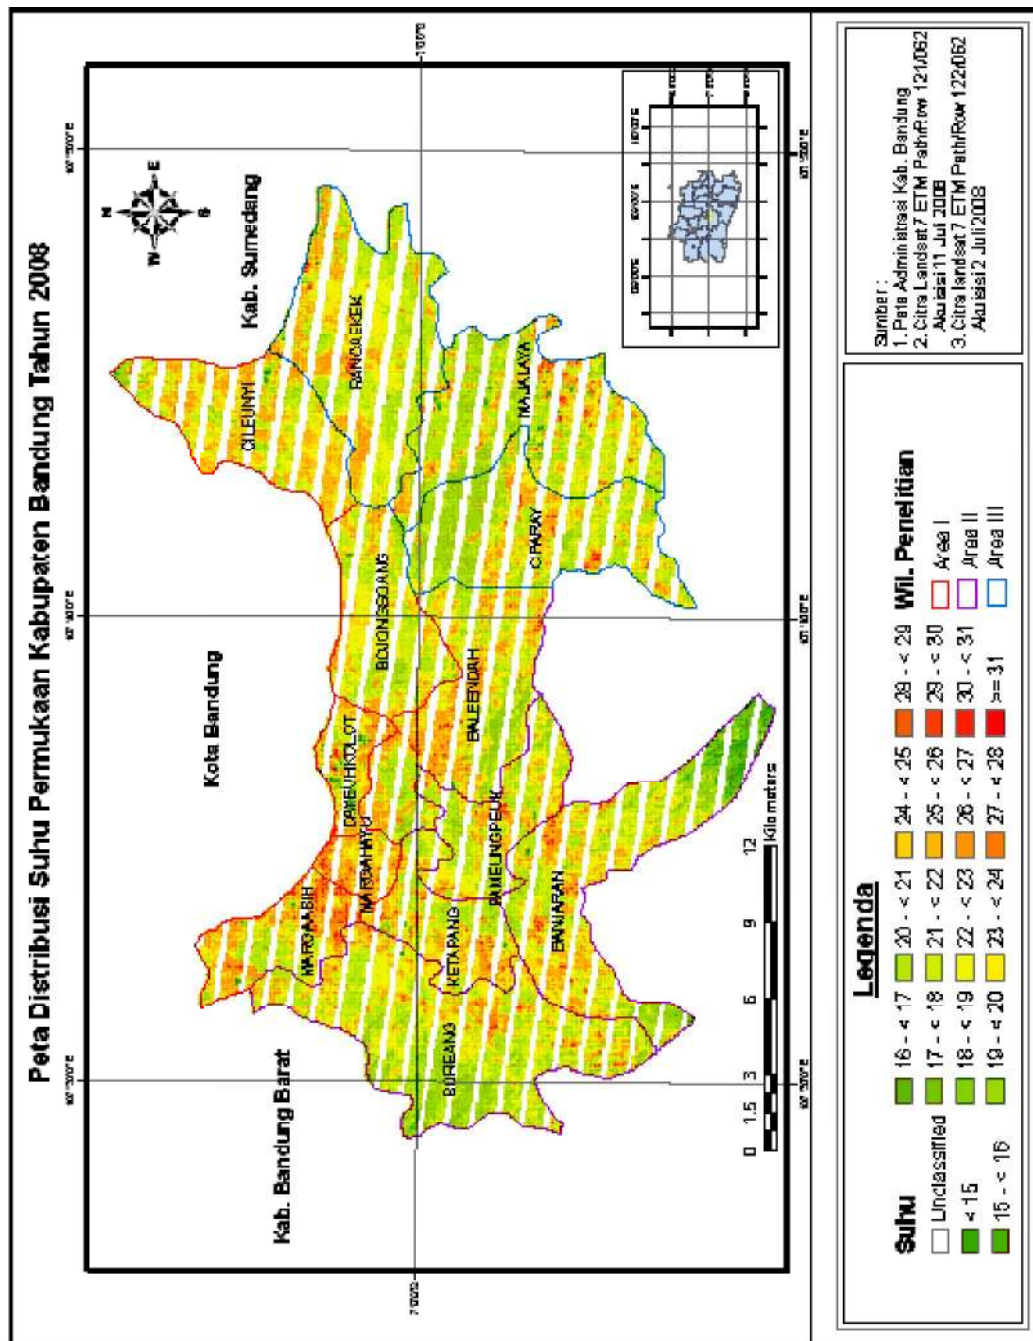 Peta Distribusi Suhu Permukaan Kabupaten Bandung Tahun 2008
Kab. Bandung Barat
Kota Bandung
Kab. Sumedang
N
W
E
S
CILEUNYI
RANCAEKEK
MARGAASIH
MARGAHAYU
DAYEUHKOLOT
BOJONGSOANG
SOREANG
KETAPANG
PAMEUNGPEUK
BALEENDAH
CIPARAY
MAJALAYA
BANJARAN
0 1.5 3 6 9 12
Kilometers
Legenda
Suhu
Unclassified
< 15
15 - < 16
16 - < 17
17 - < 18
18 - < 19
19 - < 20
20 - < 21
21 - < 22
22 - < 23
23 - < 24
24 - < 25
25 - < 26
26 - < 27
27 - < 28
28 - < 29
29 - < 30
30 - < 31
>= 31
Wil. Penelitian
Area I
Area II
Area III
Sumber :
1. Peta Administrasi Kab. Bandung
2. Citra Landsat 7 ETM Path/Row 121/062
Akuisisi 11 Juli 2008
3. Citra landsat 7 ETM Path/Row 122/062
Akuisisi 2 Juli 2008